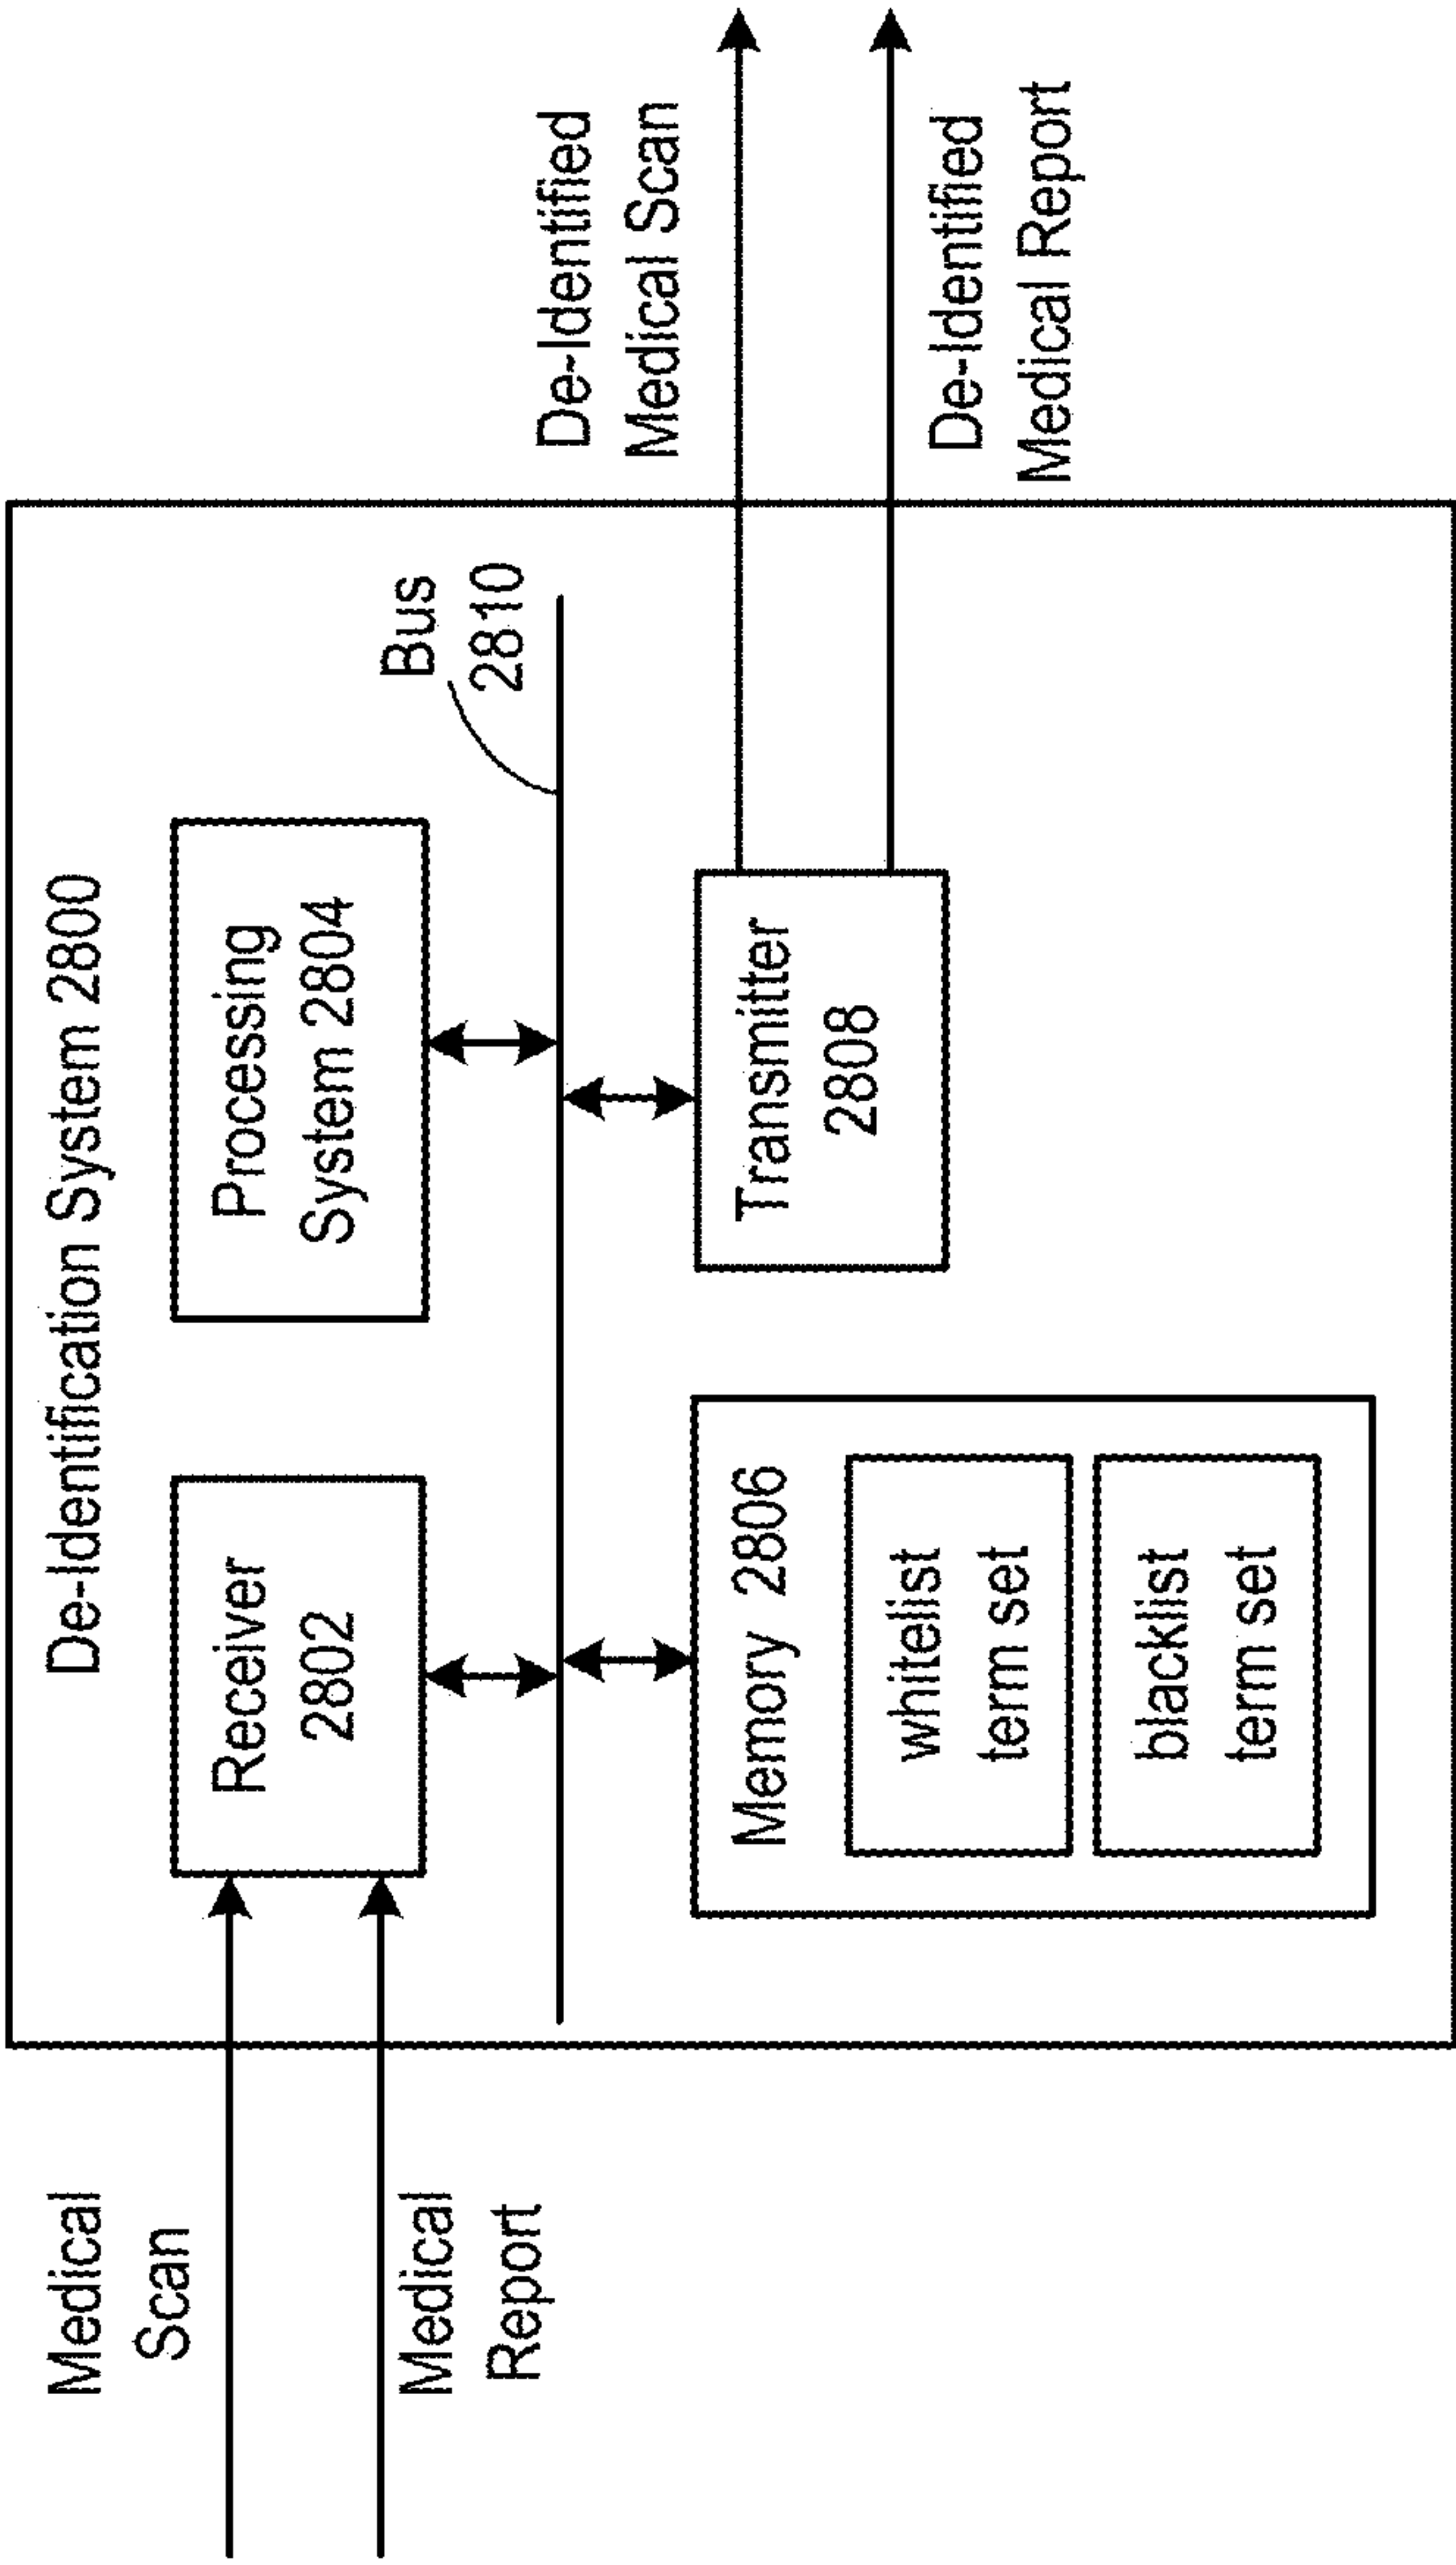 De-Identification System 2800
Medical
Scan
Medical
Report
Receiver
2802
Processing
System 2804
Bus
2810
Memory 2806
whitelist
term set
blacklist
term set
Transmitter
2808
De-Identified
Medical Scan
De-Identified
Medical Report